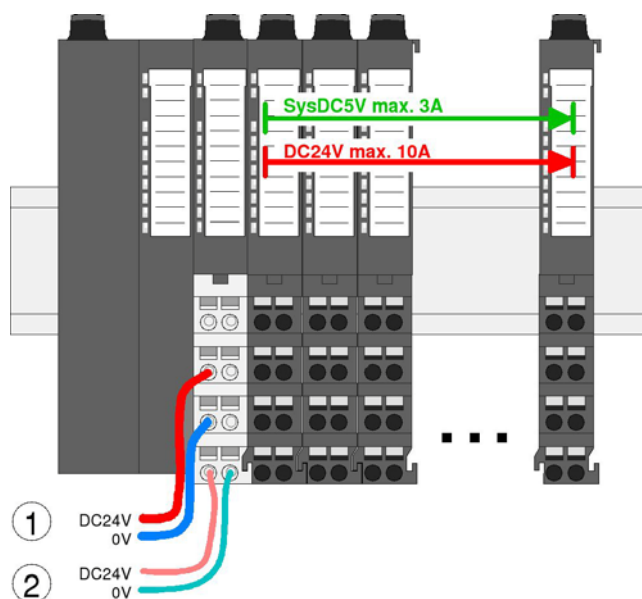 SysDC5V max. 3A
DC24V max. 10A
1 DC24V
0V
2 DC24V
0V